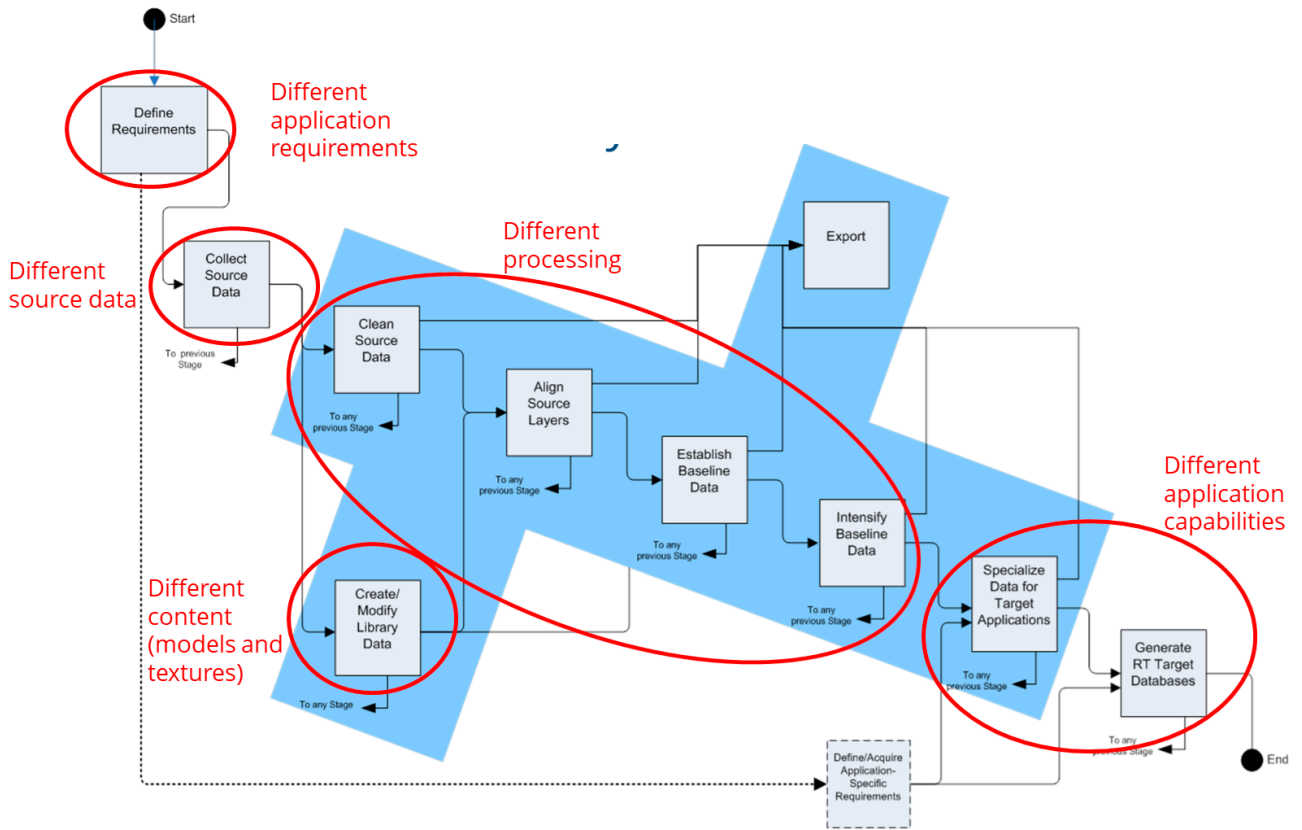 Start
Define
Requirements
Different
application
requirements
Different
source data
Collect
Source
Data
To previous
Stage
Different
processing
Export
Clean
Source
Data
To any
previous Stage
Align
Source
Layers
To any
previous Stage
Establish
Baseline
Data
To any
previous Stage
Intensify
Baseline
Data
To any
previous Stage
Different
application
capabilities
Different
content
(models and
textures)
Create/
Modify
Library
Data
To any Stage
Specialize
Data for
Target
Applications
To any
previous Stage
Generate
RT Target
Databases
To any
previous Stage
Define/Acquire
Application-
Specific
Requirements
End